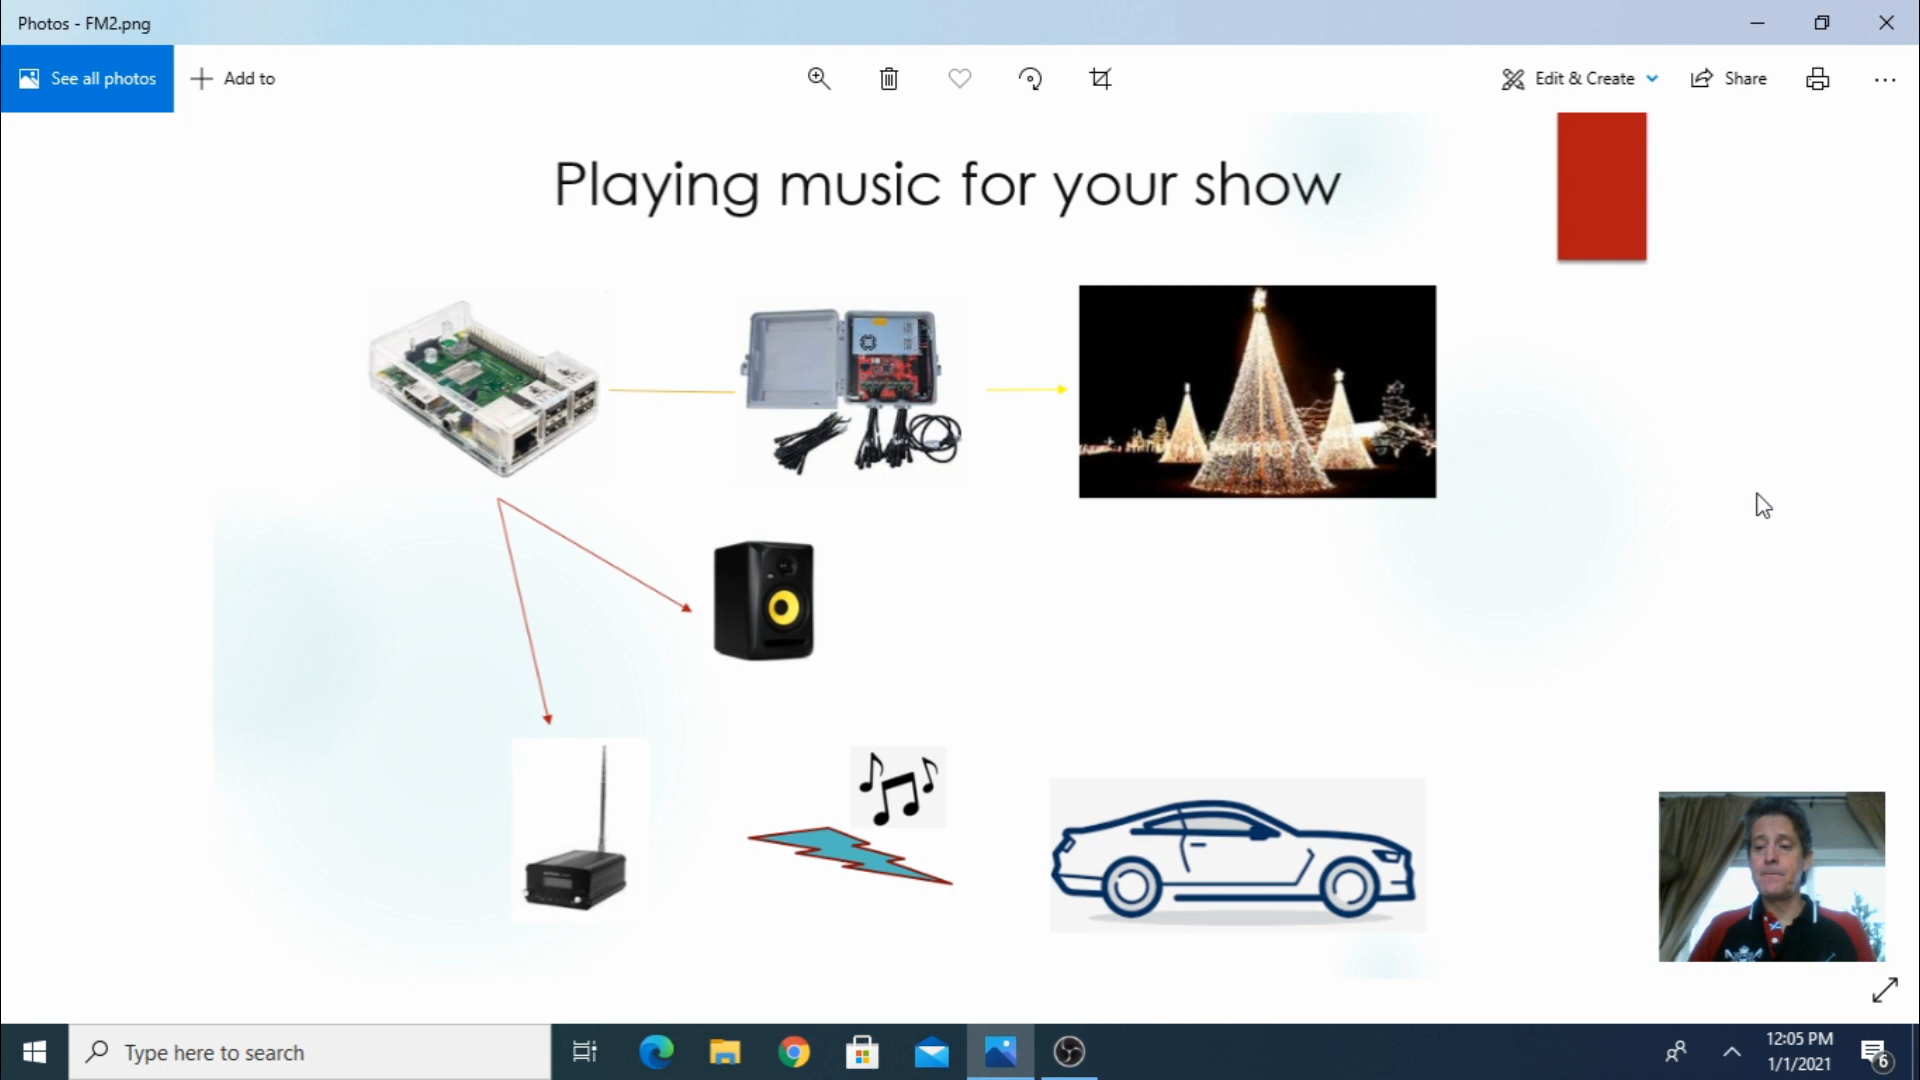 Photos - FM2.png
See all photos
Add to
Edit & Create
Share
Playing music for your show
Type here to search
12:05 PM
1/1/2021
6